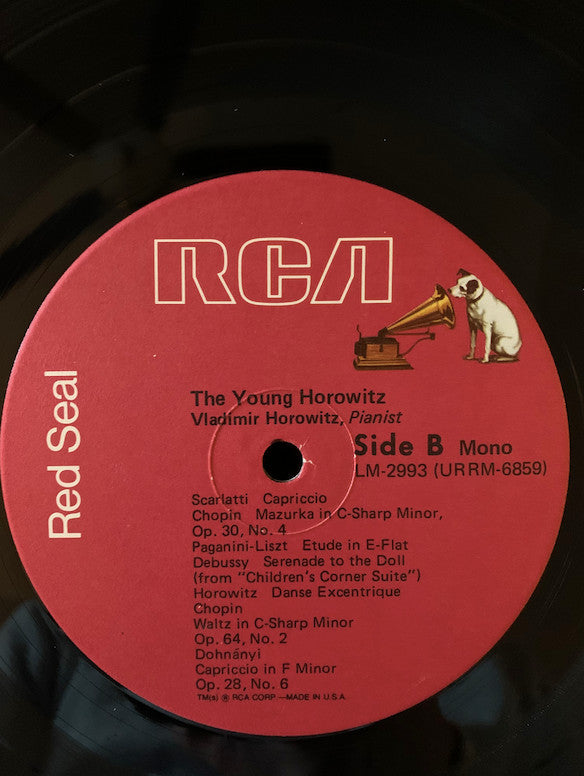 RCA
Red Seal
The Young Horowitz
Vladimir Horowitz, Pianist
Side B Mono
LM-2993 (URRM-6859)
Scarlatti Capriccio
Chopin Mazurka in C-Sharp Minor,
Op. 30, No. 4
Paganini-Liszt Etude in E-Flat
Debussy Serenade to the Doll
(from "Children's Corner Suite")
Horowitz Danse Excentrique
Chopin
Waltz in C-Sharp Minor
Op. 64, No. 2
Dohnányi
Capriccio in F Minor
Op. 28, No. 6
TM(s) ® RCA CORP.—MADE IN U.S.A.